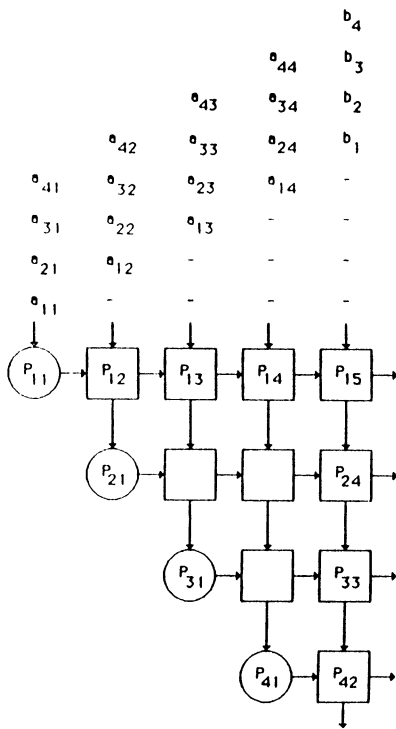 b₄
a₄₄ b₃
a₄₃ a₃₄ b₂
a₄₂ a₃₃ a₂₄ b₁
a₄₁ a₃₂ a₂₃ a₁₄ -
a₃₁ a₂₂ a₁₃ - -
a₂₁ a₁₂ - - -
a₁₁ - - - -
P₁₁ P₁₂ P₁₃ P₁₄ P₁₅
P₂₁ P₂₄
P₃₁ P₃₃
P₄₁ P₄₂